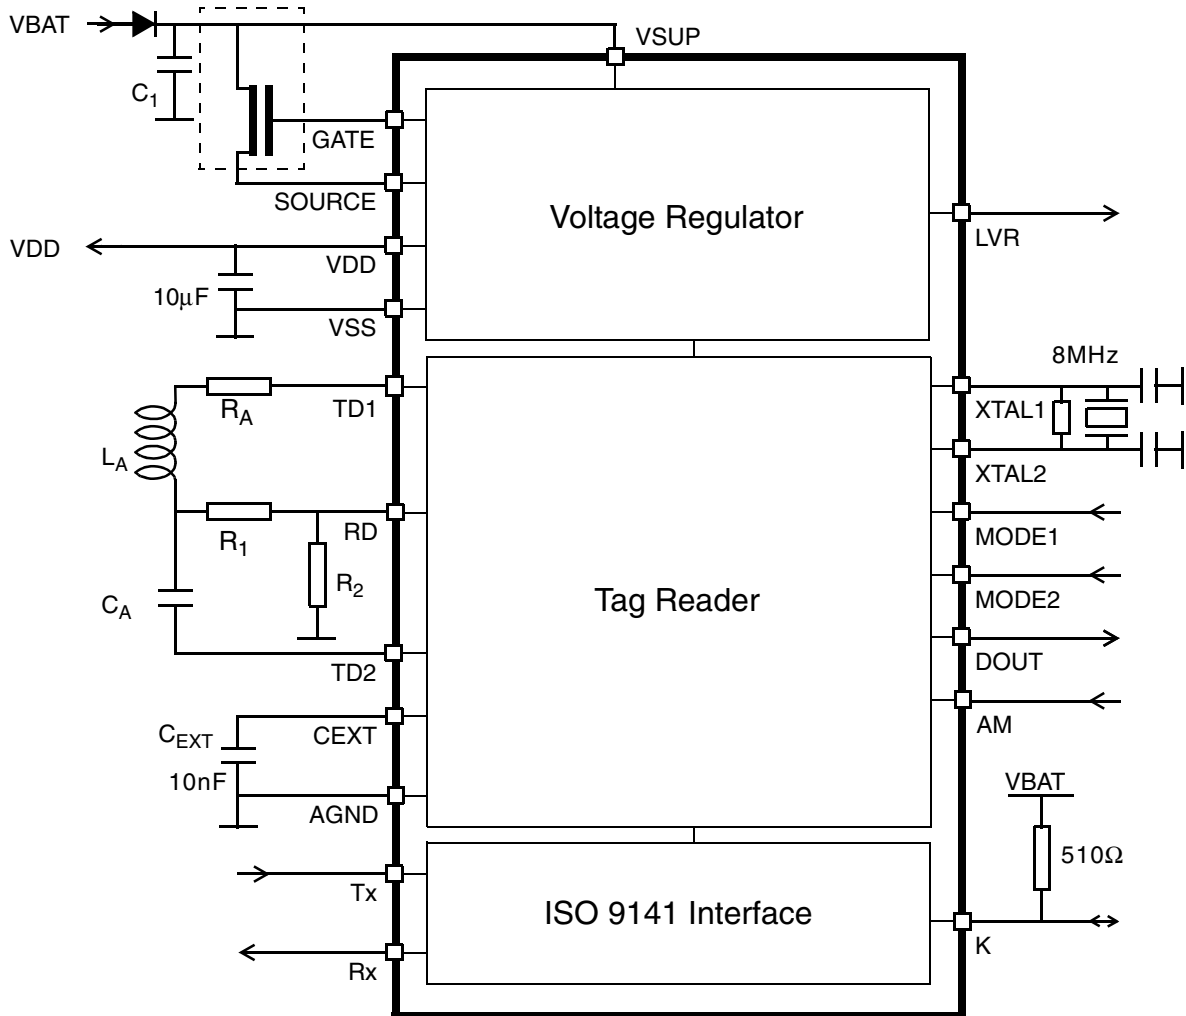 VBAT
VSUP
C1
GATE
SOURCE
Voltage Regulator
LVR
VDD
VDD
10µF
VSS
8MHz
RA
TD1
XTAL1
LA
XTAL2
R1
RD
MODE1
R2
CA
Tag Reader
MODE2
TD2
DOUT
CEXT
CEXT
AM
10nF
VBAT
AGND
510Ω
Tx
ISO 9141 Interface
K
Rx